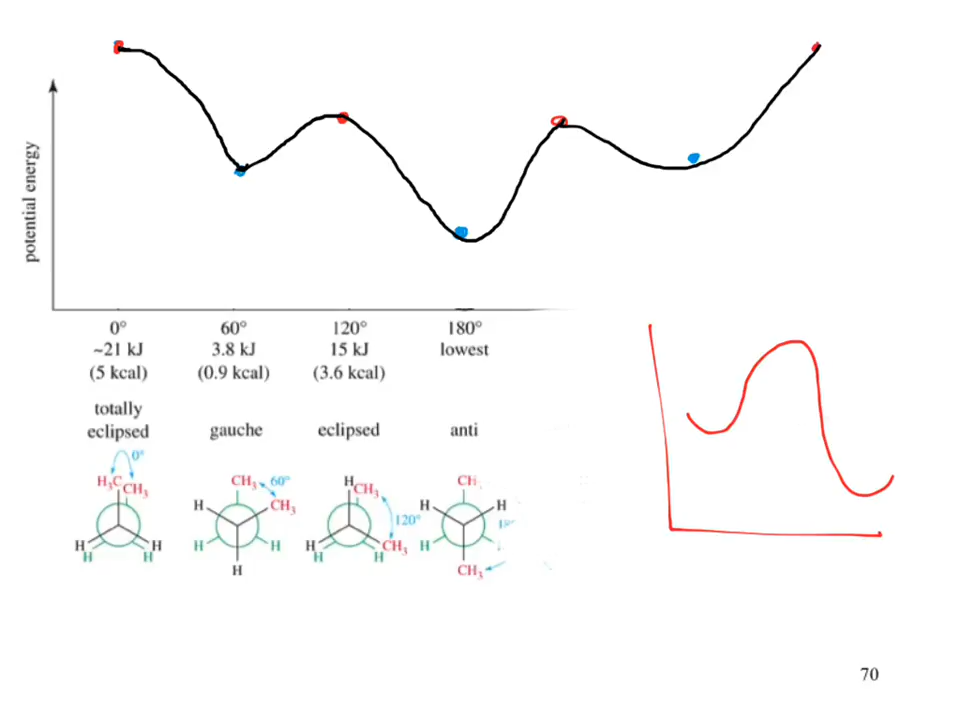 potential energy
0° 60° 120° 180°
~21 kJ 3.8 kJ 15 kJ lowest
(5 kcal) (0.9 kcal) (3.6 kcal)
totally
eclipsed gauche eclipsed anti
0°
H₃C CH₃
H H
H H
CH₃ 60°
H CH₃
H H
H
H CH₃
120°
H CH₃
H H
CH
H H
H
CH₃
70